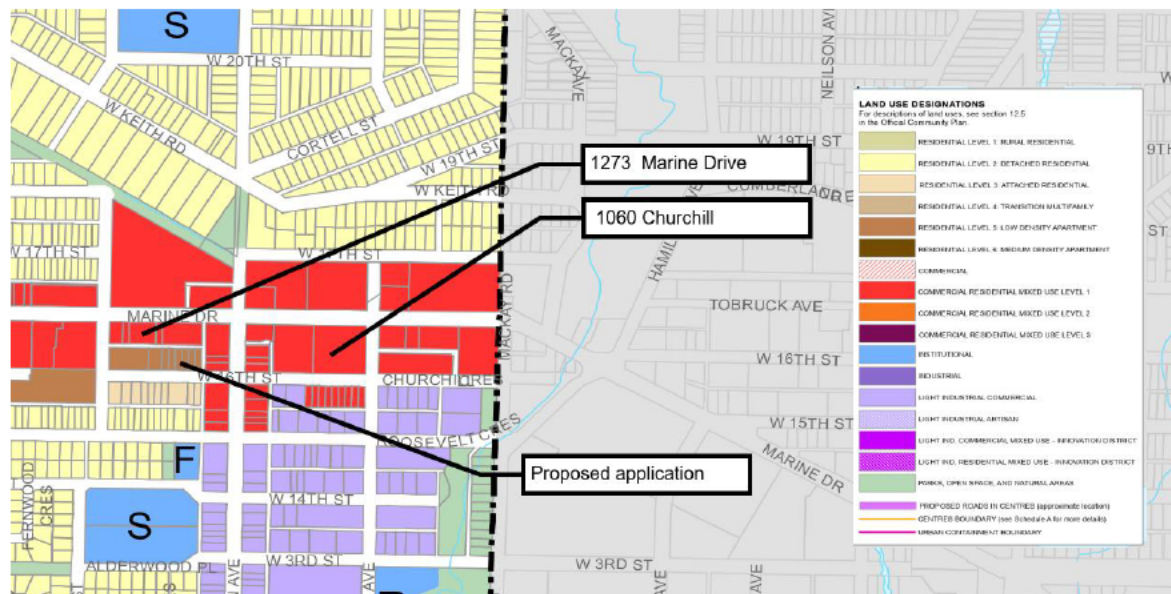 S
W 20TH ST
W KEITH RD
CORTELL ST
W 19TH ST
W KEITH RD
W 17TH ST
W 17TH ST
MARINE DR
W 16TH ST
CHURCHILL
CRES
ROOSEVELT CRES
F
FERNWOOD
CRES
S
W 14TH ST
W 3RD ST
ALDERWOOD PL
AVE
MACKAY RD
MACKAY
AVE
NEILSON AVE
W 19TH ST
CUMBERLAND
TOBRUCK AVE
W 16TH ST
W 15TH ST
MARINE DR
W 3RD ST
AVE
AVE
1273 Marine Drive
1060 Churchill
Proposed application
LAND USE DESIGNATIONS
For descriptions of land uses, see section 12.5
in the Official Community Plan
RESIDENTIAL LEVEL 1: RURAL RESIDENTIAL
RESIDENTIAL LEVEL 2: DETACHED RESIDENTIAL
RESIDENTIAL LEVEL 3: ATTACHED RESIDENTIAL
RESIDENTIAL LEVEL 4: TRANSITION MULTIFAMILY
RESIDENTIAL LEVEL 5: LOW DENSITY APARTMENT
RESIDENTIAL LEVEL 6: MEDIUM DENSITY APARTMENT
COMMERCIAL
COMMERCIAL RESIDENTIAL MIXED USE LEVEL 1
COMMERCIAL RESIDENTIAL MIXED USE LEVEL 2
COMMERCIAL RESIDENTIAL MIXED USE LEVEL 3
INSTITUTIONAL
INDUSTRIAL
LIGHT INDUSTRIAL COMMERCIAL
LIGHT INDUSTRIAL ARTISAN
LIGHT IND. COMMERCIAL MIXED USE - INNOVATION DISTRICT
LIGHT IND. RESIDENTIAL MIXED USE - INNOVATION DISTRICT
PARKS, OPEN SPACE, AND NATURAL AREAS
PROPOSED ROADS IN CENTRES (approximate location)
CENTRES BOUNDARY (see Schedule A for more details)
URBAN CONTAINMENT BOUNDARY